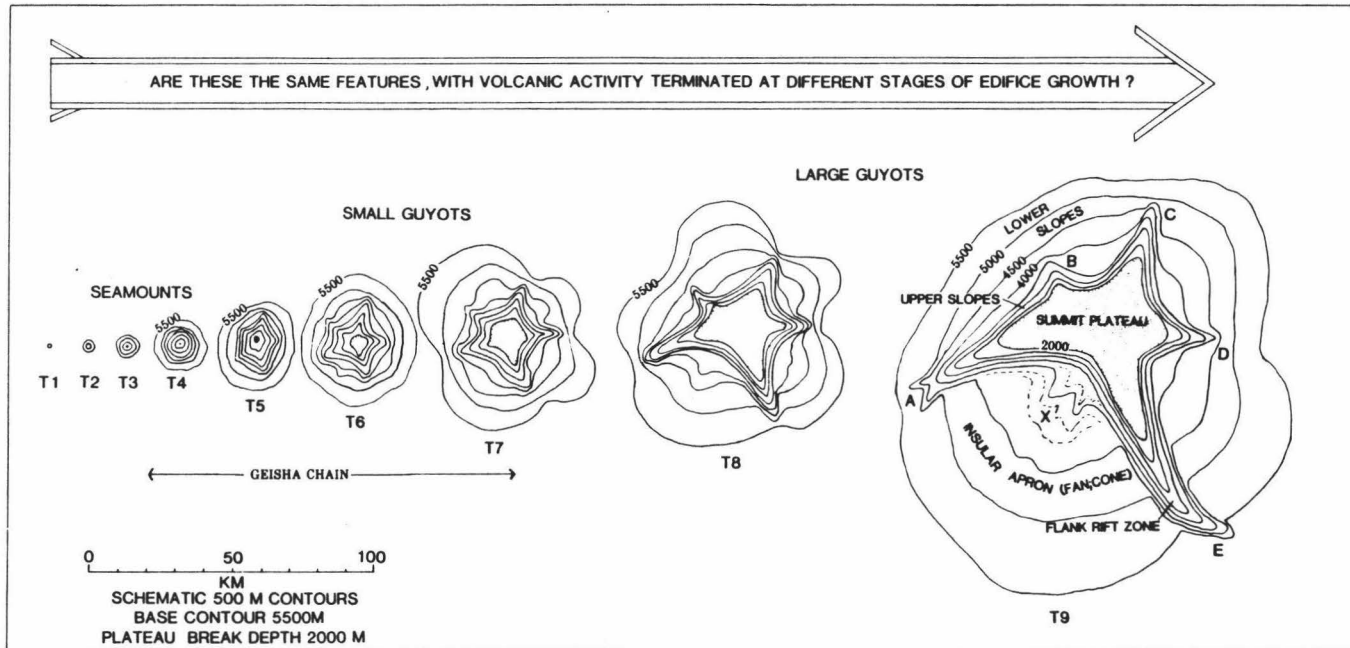 ARE THESE THE SAME FEATURES, WITH VOLCANIC ACTIVITY TERMINATED AT DIFFERENT STAGES OF EDIFICE GROWTH ?
LARGE GUYOTS
SMALL GUYOTS
SEAMOUNTS
5500
5500
5500
5500
5500
5500
5000
4500
4000
LOWER
SLOPES
UPPER SLOPES
SUMMIT PLATEAU
2000
A
B
C
D
E
X ?
INSULAR APRON (FAN;CONE)
FLANK RIFT ZONE
T1
T2
T3
T4
T5
T6
T7
T8
T9
GEISHA CHAIN
0 50 100
KM
SCHEMATIC 500 M CONTOURS
BASE CONTOUR 5500M
PLATEAU BREAK DEPTH 2000 M